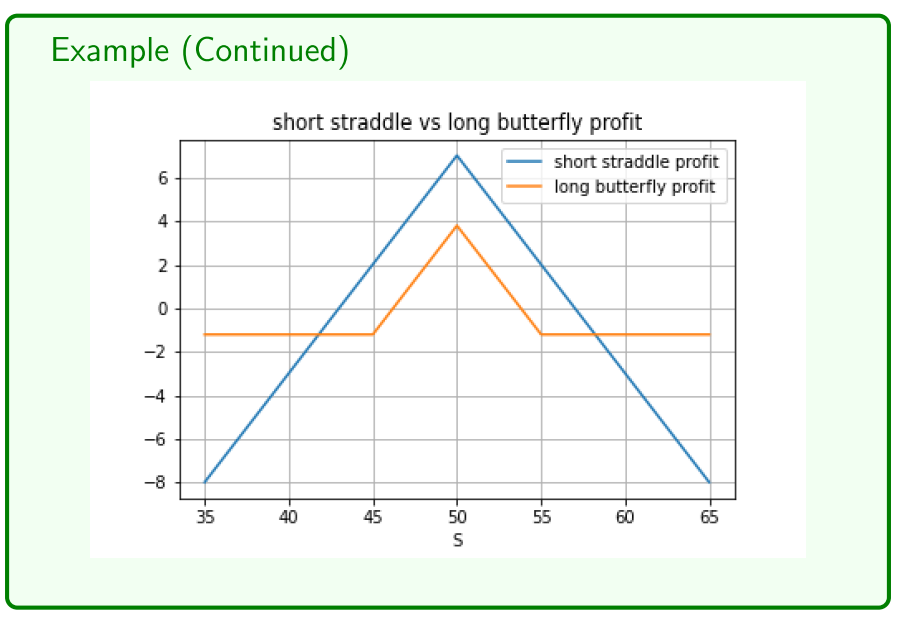 Example (Continued)
short straddle vs long butterfly profit
short straddle profit
long butterfly profit
6
4
2
0
−2
−4
−6
−8
35 40 45 50 55 60 65
S